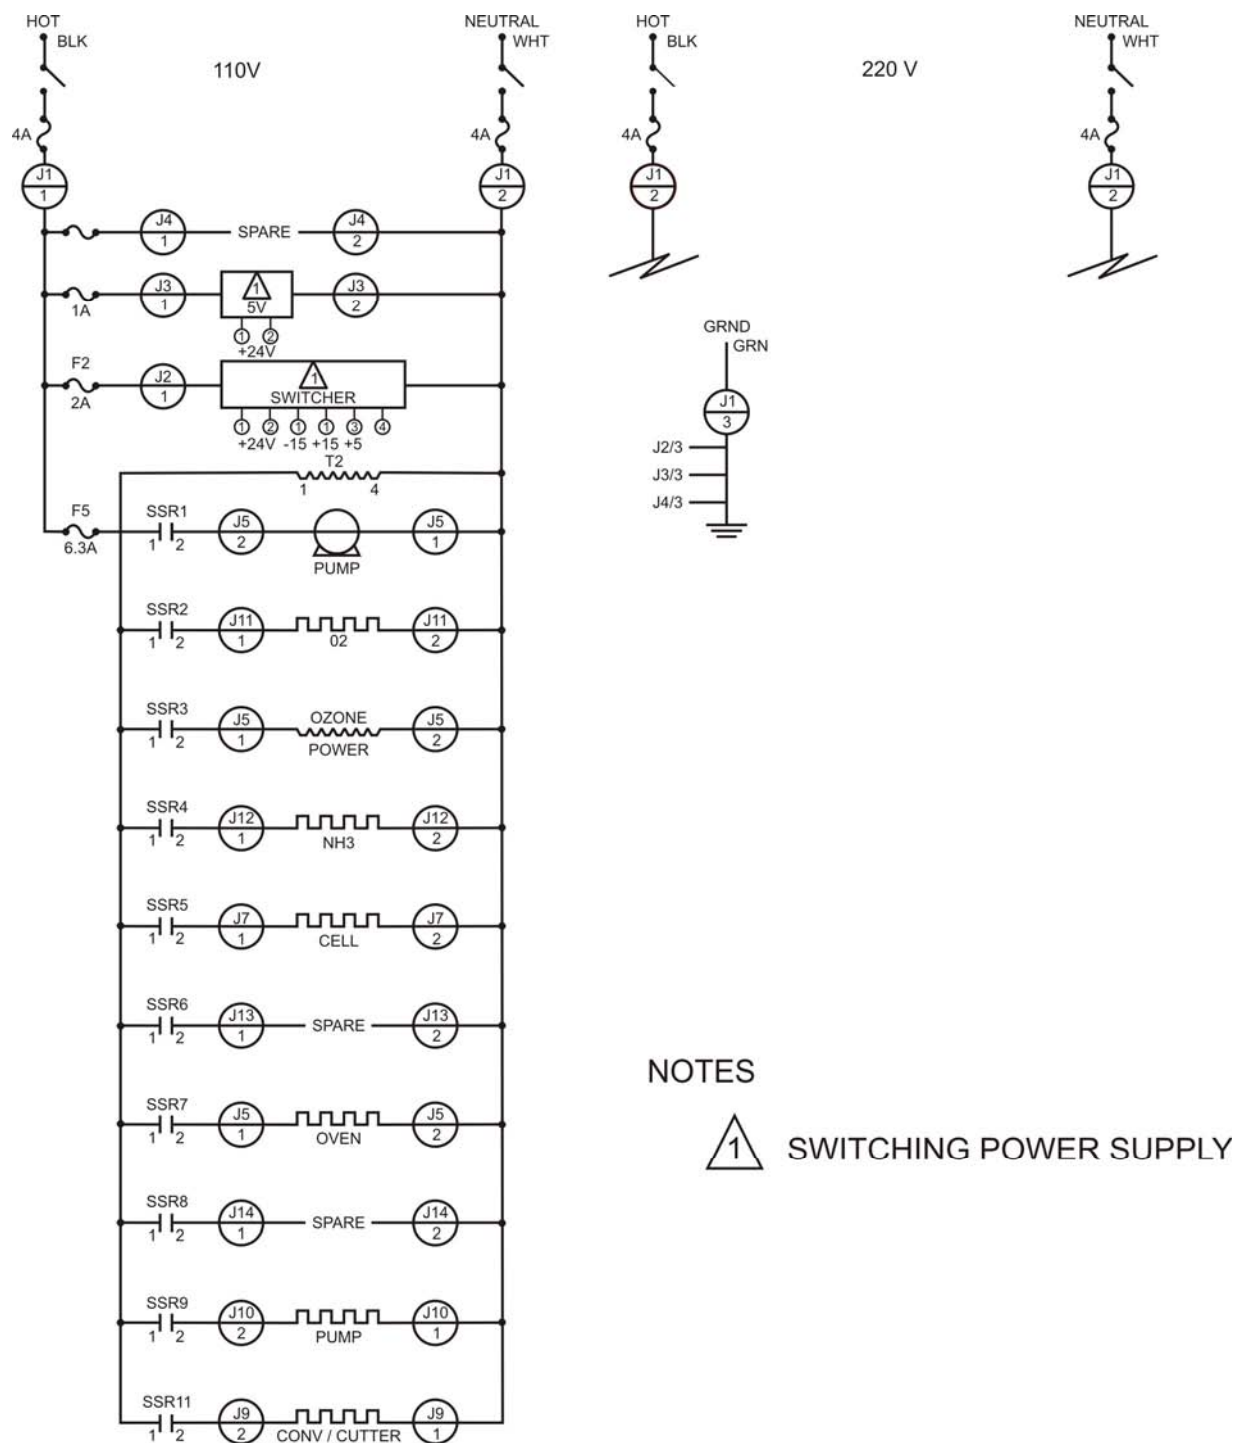 HOT
BLK
110V
NEUTRAL
WHT
HOT
BLK
220 V
NEUTRAL
WHT
4A
4A
4A
4A
J1
1
J1
2
J1
2
J1
2
J4
1
SPARE
J4
2
1A
J3
1
1
5V
J3
2
1 2
+24V
F2
2A
J2
1
1
SWITCHER
1 2 1 1 3 4
+24V -15 +15 +5
T2
1 4
GRND
GRN
J1
3
J2/3
J3/3
J4/3
F5
6.3A
SSR1
1 2
J5
2
PUMP
J5
1
SSR2
1 2
J11
1
02
J11
2
SSR3
1 2
J5
1
OZONE
POWER
J5
2
SSR4
1 2
J12
1
NH3
J12
2
SSR5
1 2
J7
1
CELL
J7
2
SSR6
1 2
J13
1
SPARE
J13
2
NOTES
1 SWITCHING POWER SUPPLY
SSR7
1 2
J5
1
OVEN
J5
2
SSR8
1 2
J14
1
SPARE
J14
2
SSR9
1 2
J10
2
PUMP
J10
1
SSR11
1 2
J9
2
CONV / CUTTER
J9
1